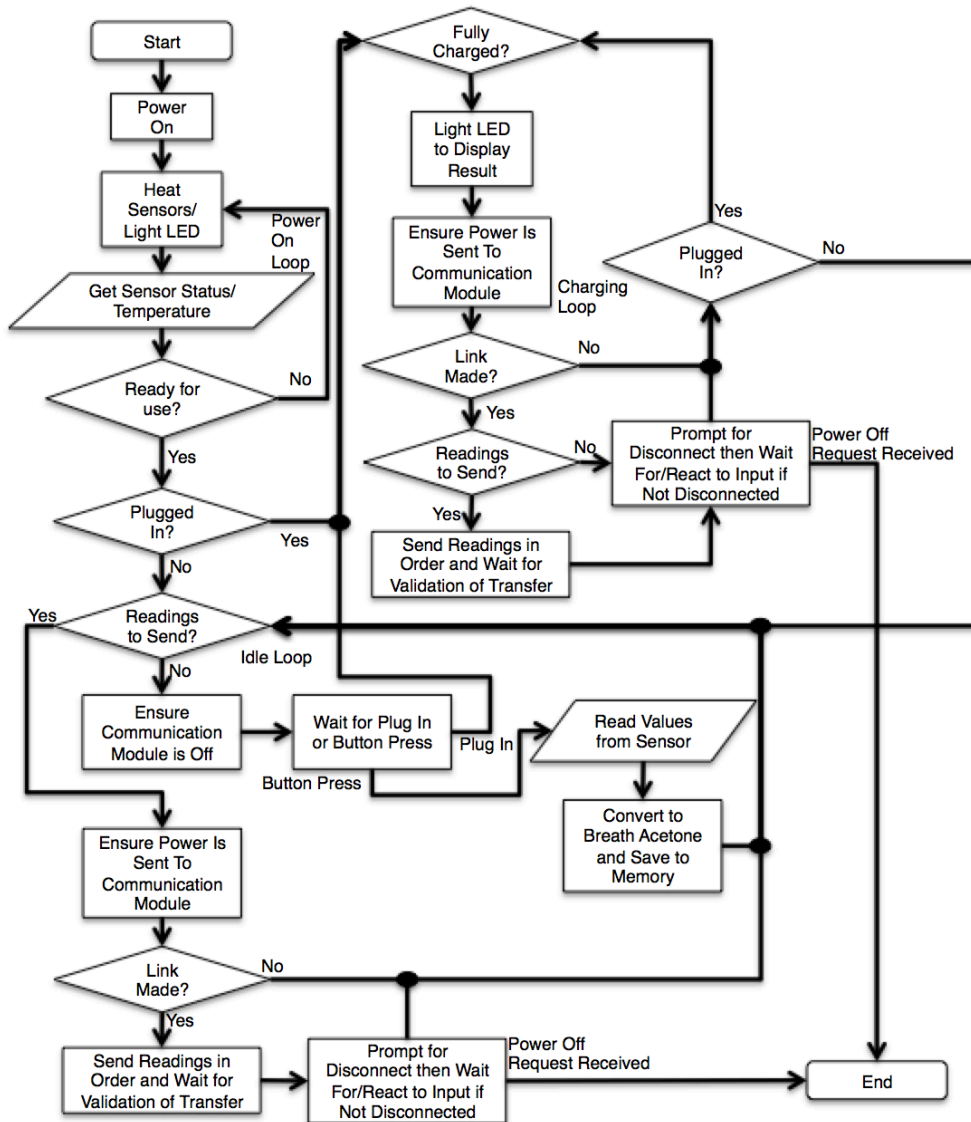 Start
Power
On
Heat
Sensors/
Light LED
Power
On
Loop
Get Sensor Status/
Temperature
Ready for
use?
No
Yes
Plugged
In?
Yes
No
Readings
to Send?
Yes
No
Idle Loop
Ensure
Communication
Module is Off
Wait for Plug In
or Button Press
Plug In
Button Press
Read Values
from Sensor
Convert to
Breath Acetone
and Save to
Memory
Ensure Power Is
Sent To
Communication
Module
Link
Made?
No
Yes
Send Readings in
Order and Wait for
Validation of Transfer
Prompt for
Disconnect then Wait
For/React to Input if
Not Disconnected
Power Off
Request Received
End
Fully
Charged?
Light LED
to Display
Result
Ensure Power Is
Sent To
Communication
Module
Charging
Loop
Link
Made?
No
Yes
Readings
to Send?
No
Yes
Send Readings in
Order and Wait for
Validation of Transfer
Prompt for
Disconnect then Wait
For/React to Input if
Not Disconnected
Power Off
Request Received
Plugged
In?
Yes
No